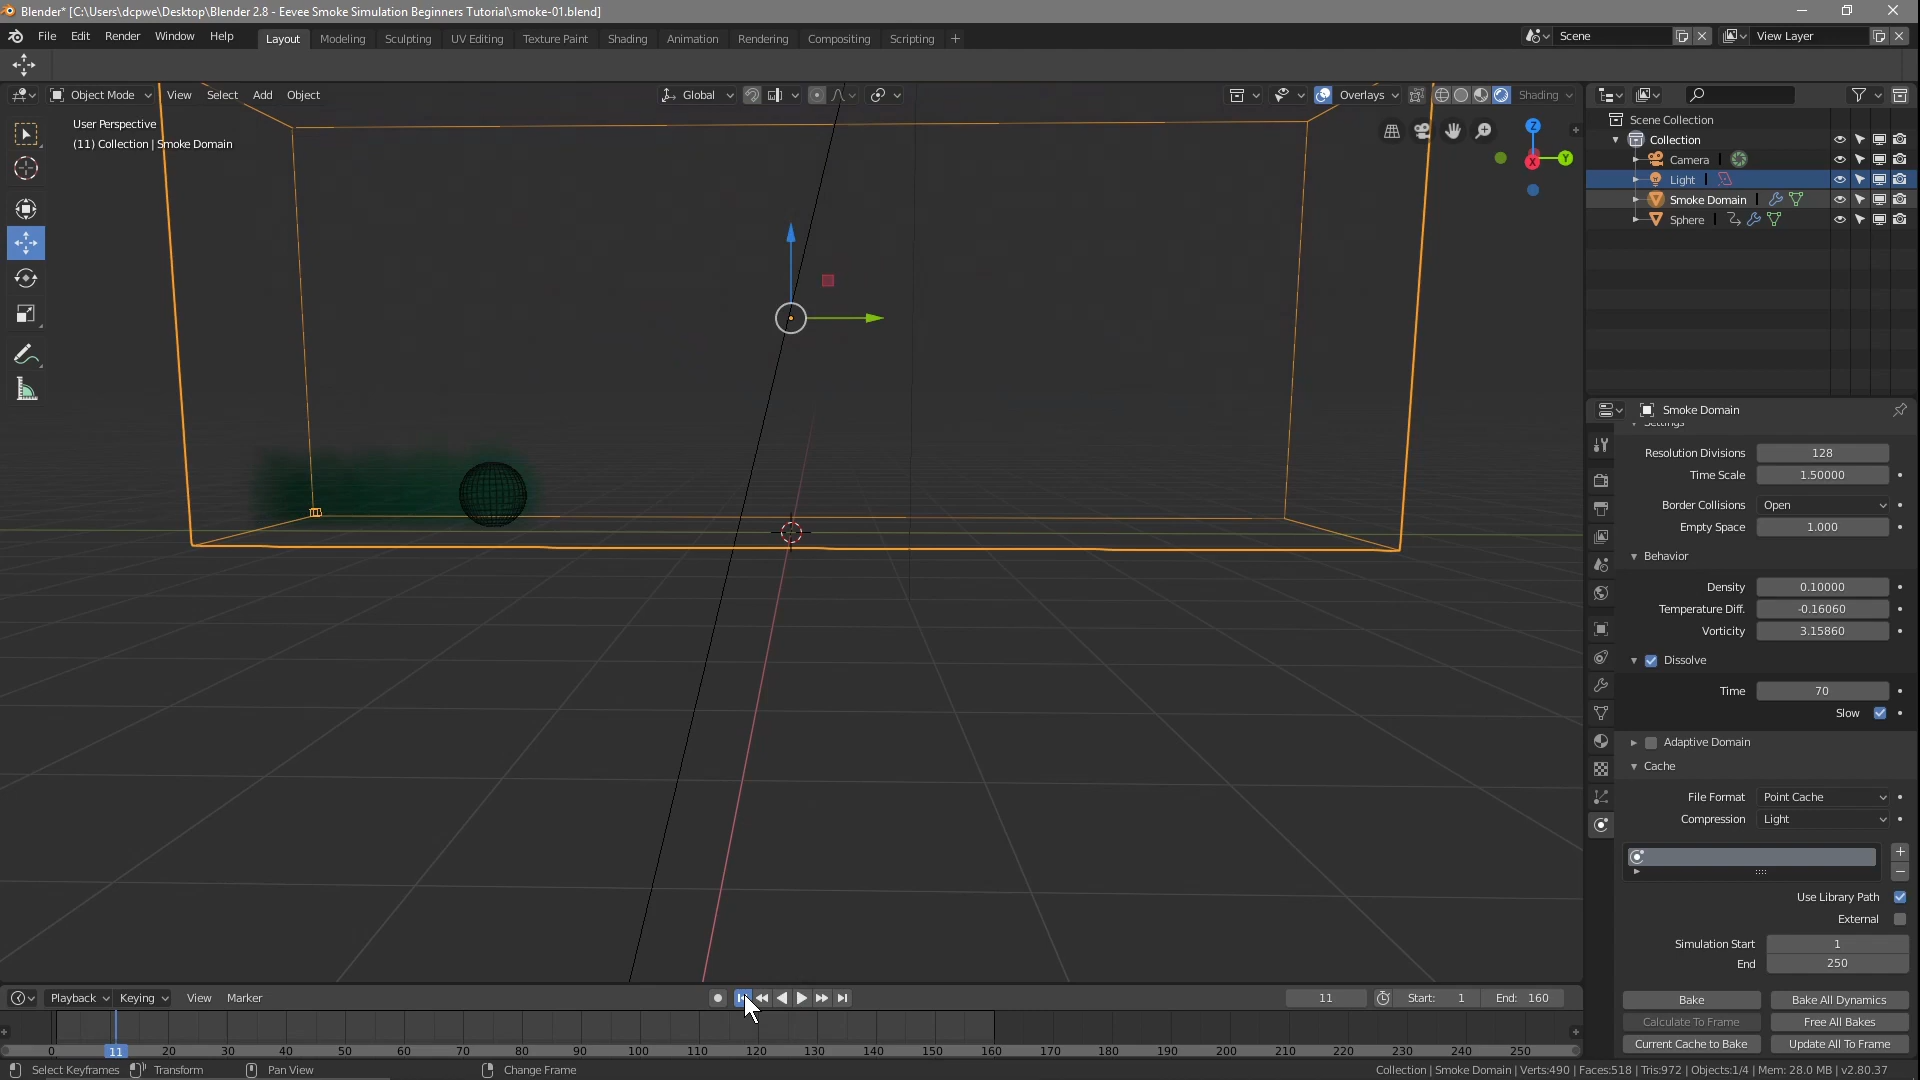 Blender* [C:\Users\dcpwe\Desktop\Blender 2.8 - Eevee Smoke Simulation Beginners Tutorial\smoke-01.blend]
File Edit Render Window Help Layout Modeling Sculpting UV Editing Texture Paint Shading Animation Rendering Compositing Scripting + Scene View Layer
Object Mode View Select Add Object Global Overlays Shading
User Perspective
(11) Collection | Smoke Domain
Z
Y
X
Scene Collection
Collection
Camera
Light
Smoke Domain
Sphere
Smoke Domain
Settings
Resolution Divisions 128
Time Scale 1.50000
Border Collisions Open
Empty Space 1.000
Behavior
Density 0.10000
Temperature Diff. -0.16060
Vorticity 3.15860
Dissolve
Time 70
Slow
Adaptive Domain
Cache
File Format Point Cache
Compression Light
Use Library Path
External
Simulation Start 1
End 250
Bake Bake All Dynamics
Calculate To Frame Free All Bakes
Current Cache to Bake Update All To Frame
Playback Keying View Marker 11 Start: 1 End: 160
0 11 20 30 40 50 60 70 80 90 100 110 120 130 140 150 160 170 180 190 200 210 220 230 240 250
Select Keyframes Transform Pan View Change Frame Collection | Smoke Domain | Verts:490 | Faces:518 | Tris:972 | Objects:1/4 | Mem: 28.0 MB | v2.80.37